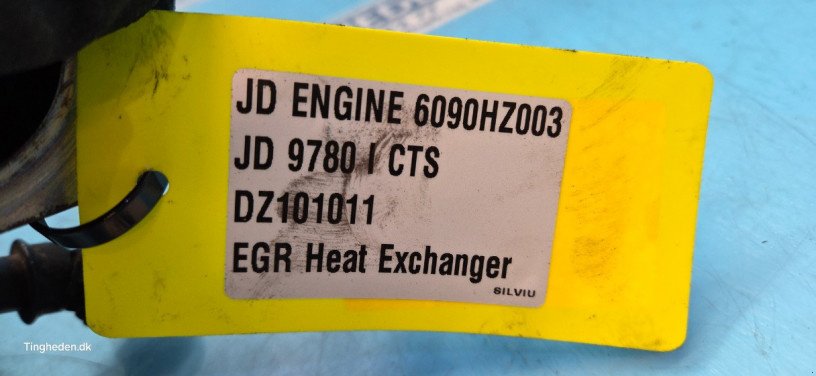 JD ENGINE 6090HZ003
JD 9780 I CTS
DZ101011
EGR Heat Exchanger
SILVIU
Tingheden.dk